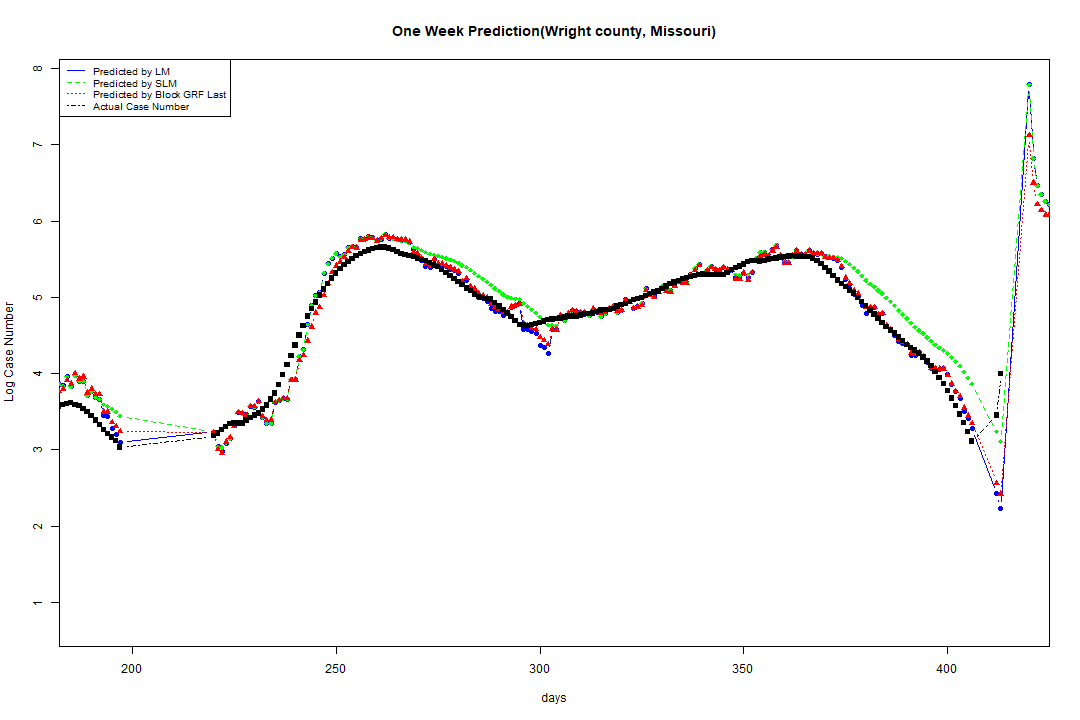 One Week Prediction(Wright county, Missouri)
Predicted by LM
Predicted by SLM
Predicted by Block GRF Last
Actual Case Number
8
7
6
5
4
3
2
1
Log Case Number
200
250
300
350
400
days